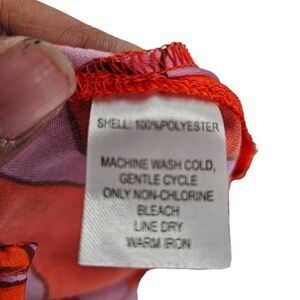 SHELL: 100%POLYESTER
MACHINE WASH COLD,
GENTLE CYCLE
ONLY NON-CHLORINE
BLEACH
LINE DRY
WARM IRON